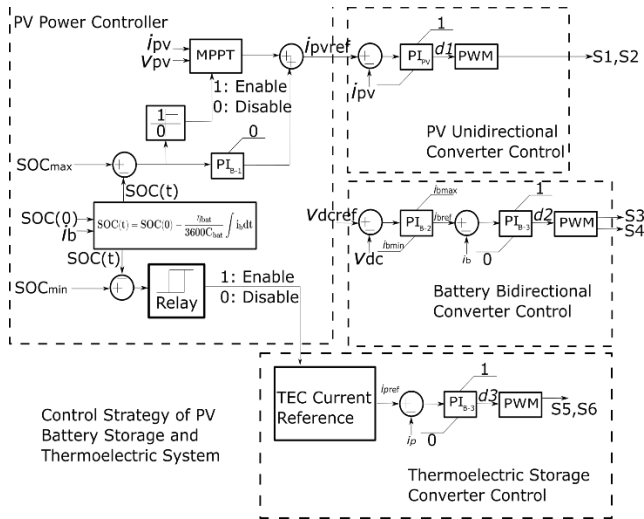 PV Power Controller
ipv
vpv
MPPT
ipvref
1: Enable
0: Disable
1
0
0
SOCmax
PIB-1
SOC(t)
SOC(0)
ib
SOC(t) = SOC(0) − ηbat/3600Cbat ∫ ibdt
SOC(t)
SOCmin
Relay
1: Enable
0: Disable
1
PIPV
d1
PWM
S1,S2
ipv
PV Unidirectional
Converter Control
Vdcref
Vdc
ibmax
PIB-2
ibmin
ibref
ib
1
PIB-3
0
d2
PWM
S3
S4
Battery Bidirectional
Converter Control
TEC Current
Reference
ipref
ip
1
PIB-3
0
d3
PWM
S5,S6
Thermoelectric Storage
Converter Control
Control Strategy of PV
Battery Storage and
Thermoelectric System